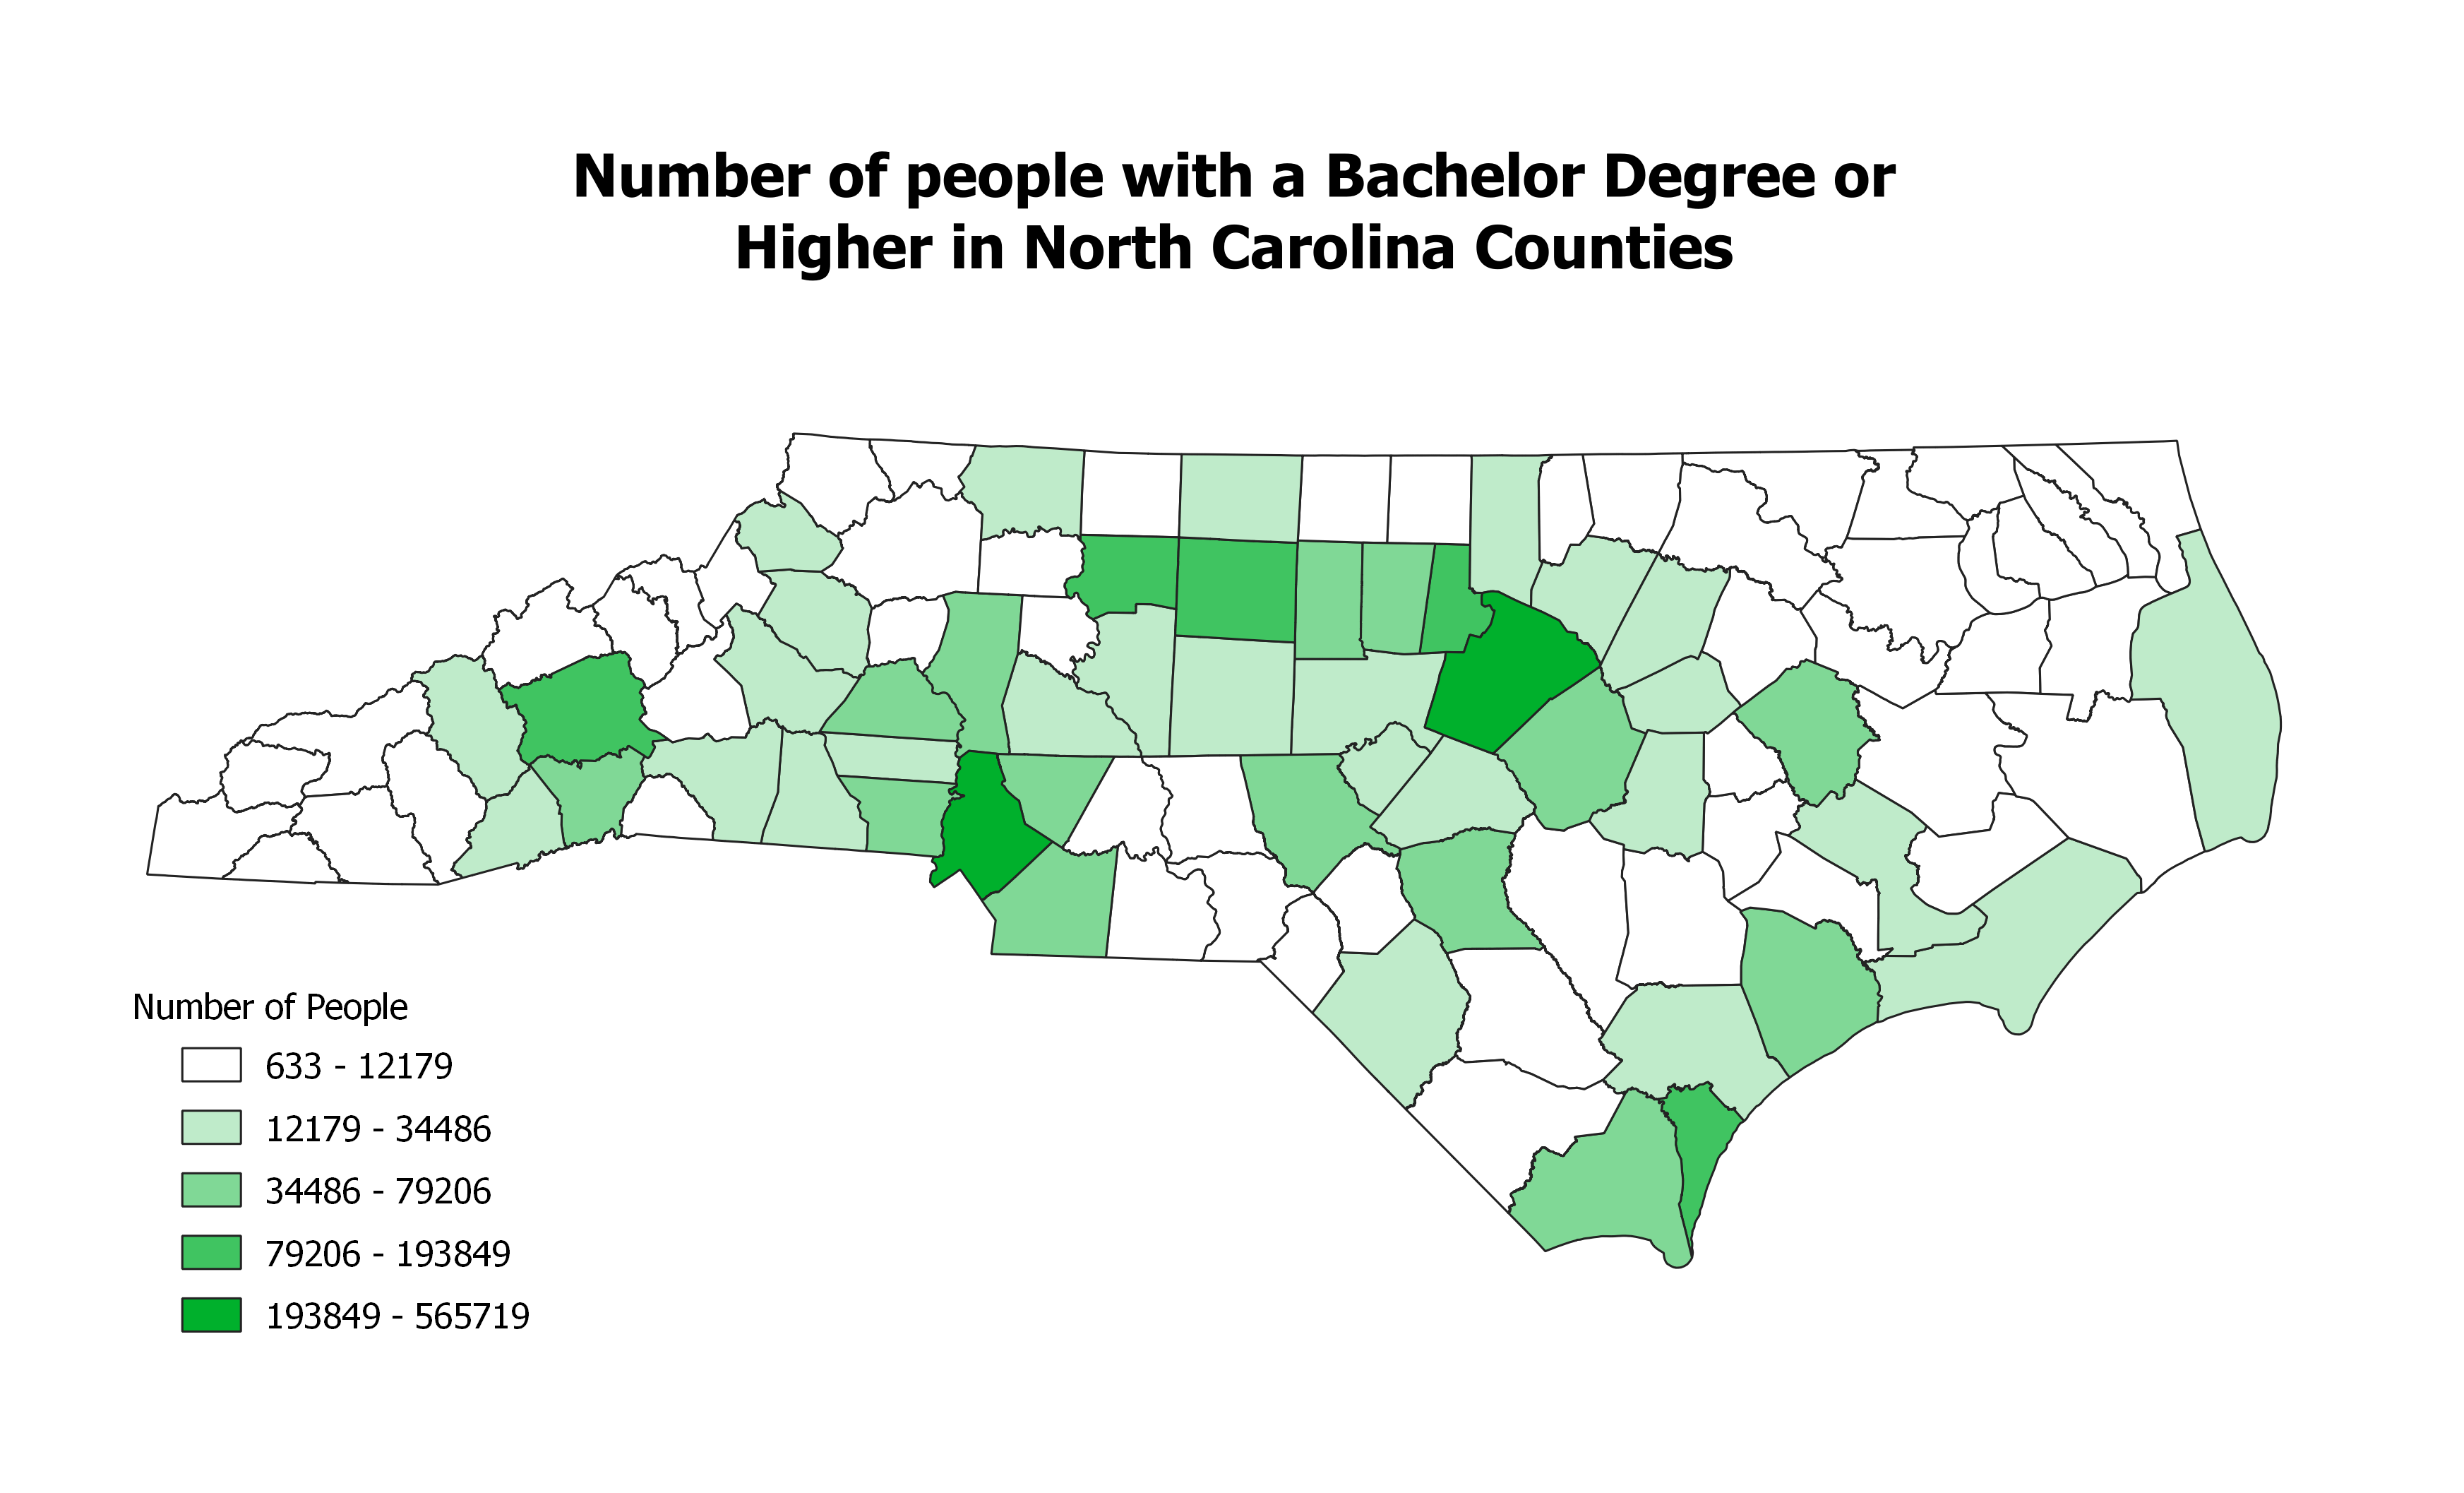 Number of people with a Bachelor Degree or
Higher in North Carolina Counties
Number of People
633 - 12179
12179 - 34486
34486 - 79206
79206 - 193849
193849 - 565719